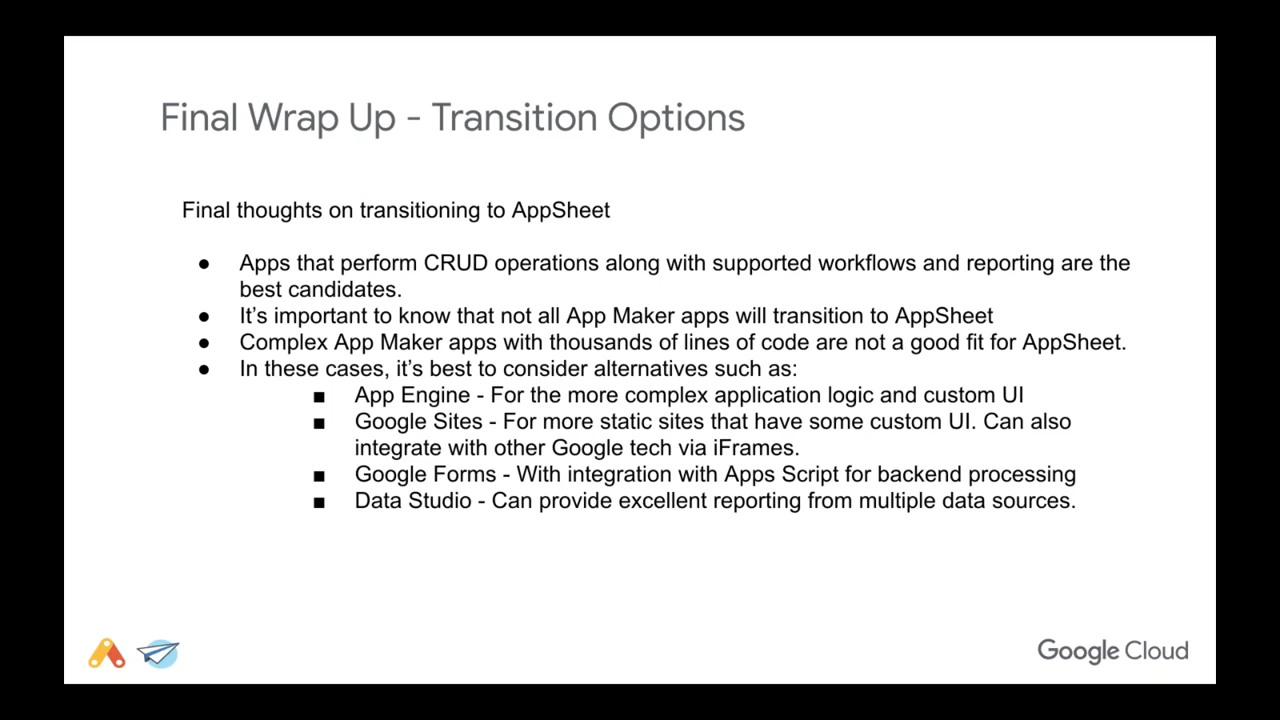 Final Wrap Up - Transition Options
Final thoughts on transitioning to AppSheet
● Apps that perform CRUD operations along with supported workflows and reporting are the
best candidates.
● It's important to know that not all App Maker apps will transition to AppSheet
● Complex App Maker apps with thousands of lines of code are not a good fit for AppSheet.
● In these cases, it's best to consider alternatives such as:
■ App Engine - For the more complex application logic and custom UI
■ Google Sites - For more static sites that have some custom UI. Can also
integrate with other Google tech via iFrames.
■ Google Forms - With integration with Apps Script for backend processing
■ Data Studio - Can provide excellent reporting from multiple data sources.
Google Cloud